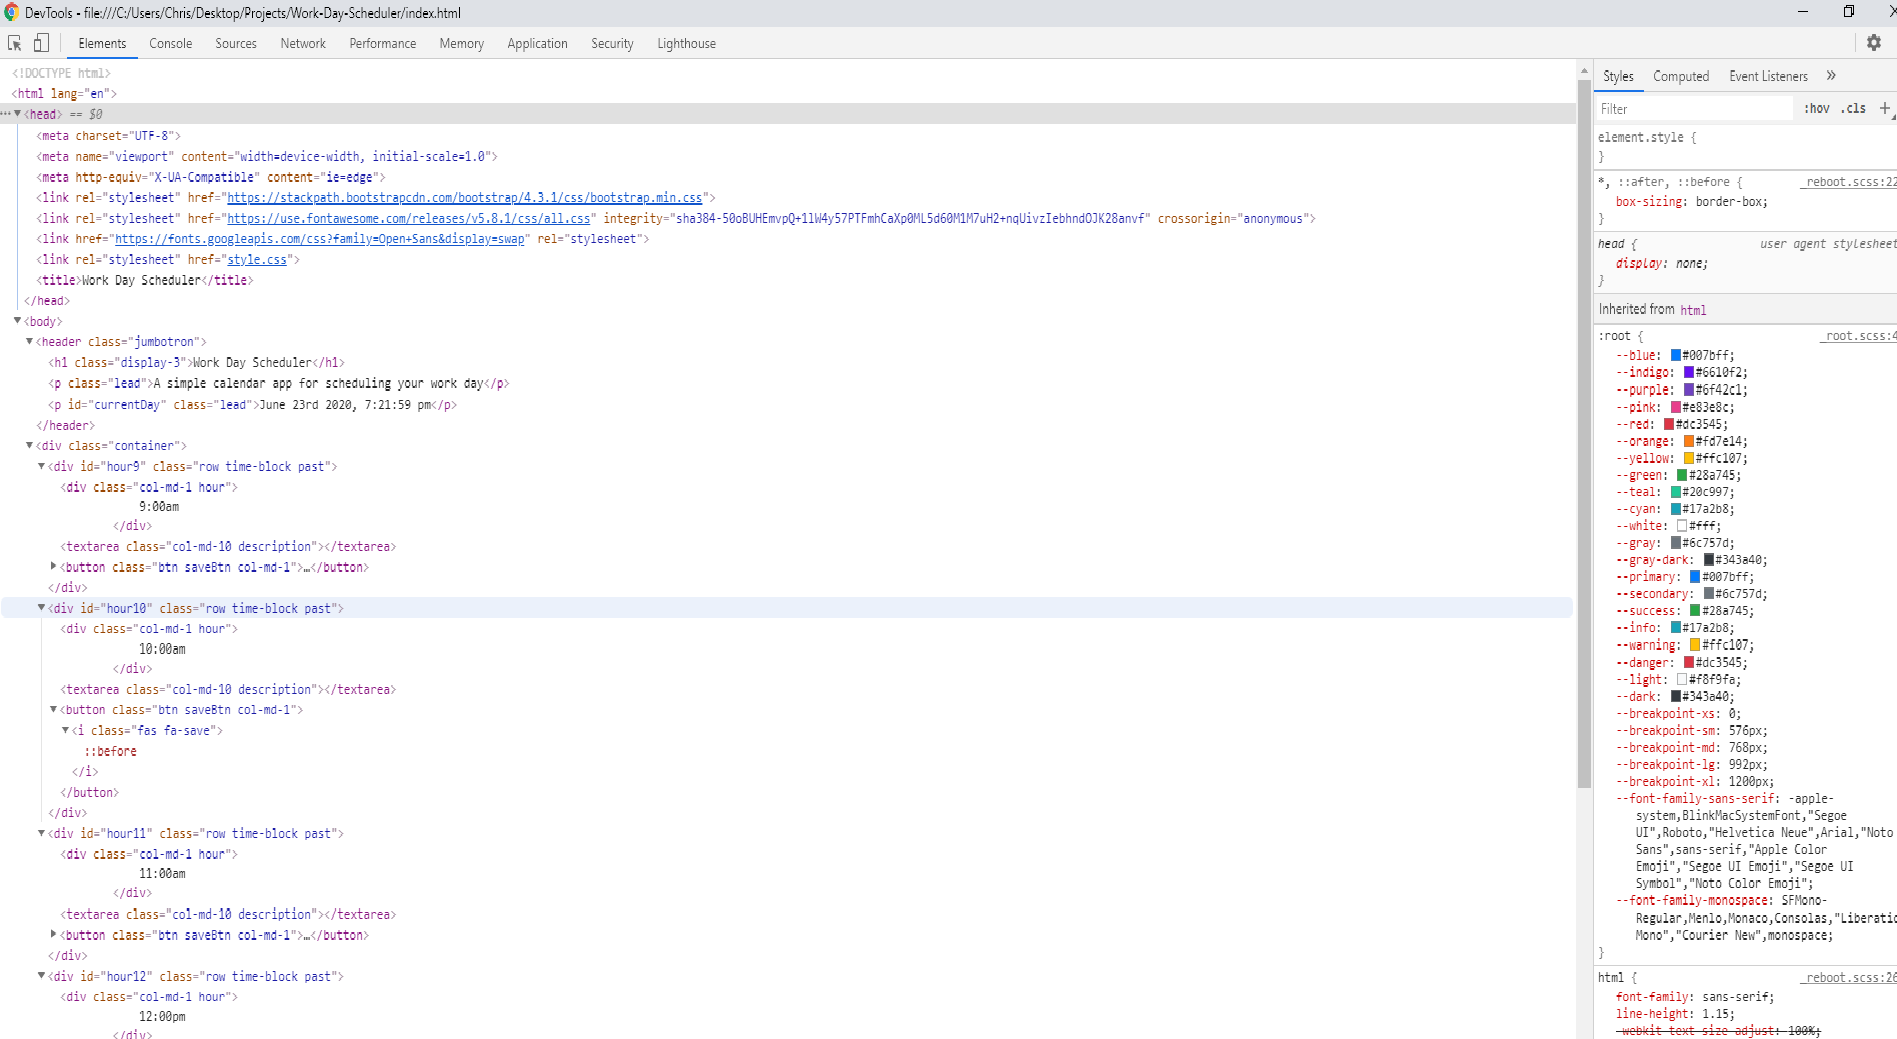 DevTools - file:///C:/Users/Chris/Desktop/Projects/Work-Day-Scheduler/index.html
Elements Console Sources Network Performance Memory Application Security Lighthouse
<!DOCTYPE html>
<html lang="en">
<head> == $0
<meta charset="UTF-8">
<meta name="viewport" content="width=device-width, initial-scale=1.0">
<meta http-equiv="X-UA-Compatible" content="ie=edge">
<link rel="stylesheet" href="https://stackpath.bootstrapcdn.com/bootstrap/4.3.1/css/bootstrap.min.css">
<link rel="stylesheet" href="https://use.fontawesome.com/releases/v5.8.1/css/all.css" integrity="sha384-50oBUHEmvpQ+1lW4y57PTFmhCaXp0ML5d60M1M7uH2+nqUivzIebhndOJK28anvf" crossorigin="anonymous">
<link href="https://fonts.googleapis.com/css?family=Open+Sans&display=swap" rel="stylesheet">
<link rel="stylesheet" href="style.css">
<title>Work Day Scheduler</title>
</head>
<body>
<header class="jumbotron">
<h1 class="display-3">Work Day Scheduler</h1>
<p class="lead">A simple calendar app for scheduling your work day</p>
<p id="currentDay" class="lead">June 23rd 2020, 7:21:59 pm</p>
</header>
<div class="container">
<div id="hour9" class="row time-block past">
<div class="col-md-1 hour">
9:00am
</div>
<textarea class="col-md-10 description"></textarea>
<button class="btn saveBtn col-md-1">…</button>
</div>
<div id="hour10" class="row time-block past">
<div class="col-md-1 hour">
10:00am
</div>
<textarea class="col-md-10 description"></textarea>
<button class="btn saveBtn col-md-1">
<i class="fas fa-save">
::before
</i>
</button>
</div>
<div id="hour11" class="row time-block past">
<div class="col-md-1 hour">
11:00am
</div>
<textarea class="col-md-10 description"></textarea>
<button class="btn saveBtn col-md-1">…</button>
</div>
<div id="hour12" class="row time-block past">
<div class="col-md-1 hour">
12:00pm
</div>
Styles Computed Event Listeners »
Filter :hov .cls +
element.style {
}
*, ::after, ::before { _reboot.scss:22
box-sizing: border-box;
}
head { user agent stylesheet
display: none;
}
Inherited from html
:root { _root.scss:4
--blue: #007bff;
--indigo: #6610f2;
--purple: #6f42c1;
--pink: #e83e8c;
--red: #dc3545;
--orange: #fd7e14;
--yellow: #ffc107;
--green: #28a745;
--teal: #20c997;
--cyan: #17a2b8;
--white: #fff;
--gray: #6c757d;
--gray-dark: #343a40;
--primary: #007bff;
--secondary: #6c757d;
--success: #28a745;
--info: #17a2b8;
--warning: #ffc107;
--danger: #dc3545;
--light: #f8f9fa;
--dark: #343a40;
--breakpoint-xs: 0;
--breakpoint-sm: 576px;
--breakpoint-md: 768px;
--breakpoint-lg: 992px;
--breakpoint-xl: 1200px;
--font-family-sans-serif: -apple-
system,BlinkMacSystemFont,"Segoe
UI",Roboto,"Helvetica Neue",Arial,"Noto
Sans",sans-serif,"Apple Color
Emoji","Segoe UI Emoji","Segoe UI
Symbol","Noto Color Emoji";
--font-family-monospace: SFMono-
Regular,Menlo,Monaco,Consolas,"Liberatio
Mono","Courier New",monospace;
}
html { _reboot.scss:26
font-family: sans-serif;
line-height: 1.15;
-webkit-text-size-adjust: 100%;